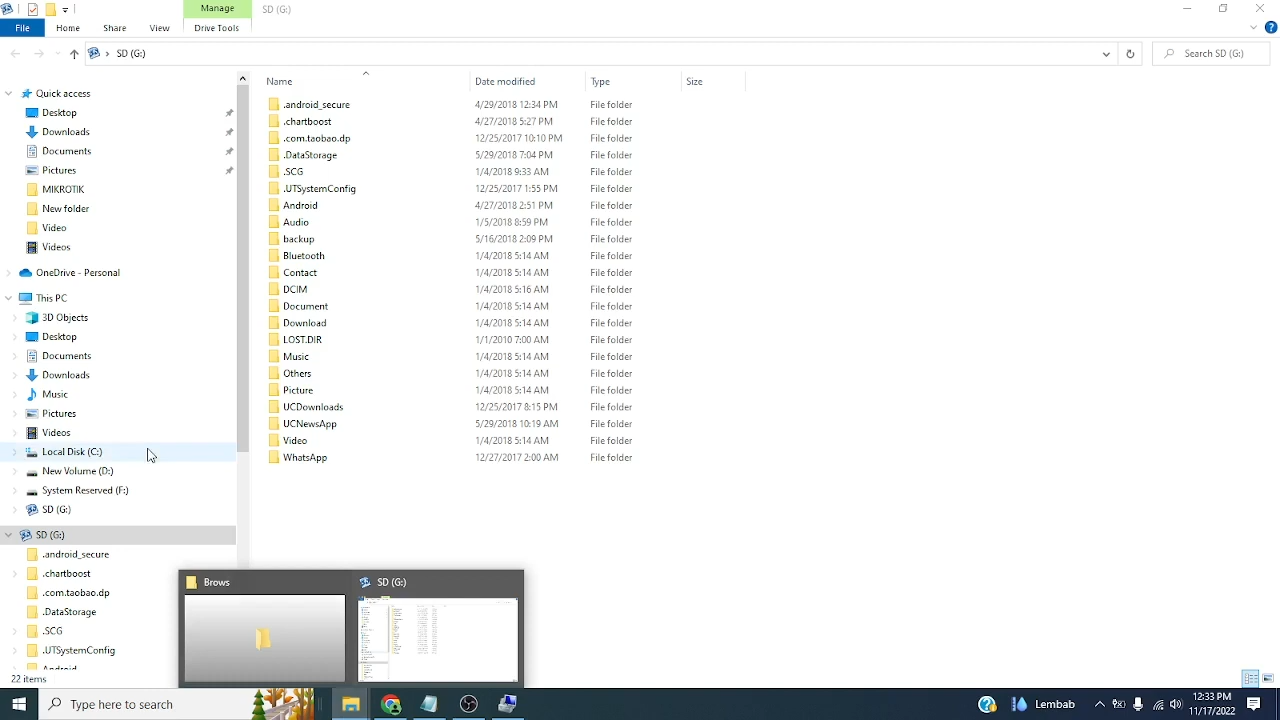 Manage
SD (G:)
File
Home
Share
View
Drive Tools
SD (G:)
Search SD (G:)
Name
Date modified
Type
Size
Quick access
Desktop
Downloads
Documents
Pictures
MIKROTIK
New folder
Video
Videos
OneDrive - Personal
This PC
3D Objects
Desktop
Documents
Downloads
Music
Pictures
Videos
Local Disk (C:)
New Volume (D:)
System Reserved (F:)
SD (G:)
SD (G:)
.android_secure
.chartboost
.com.taobao.dp
.DataStorage
.SCG
.UTSystemConfig
Android
.android_secure 4/29/2018 12:34 PM File folder
.chartboost 4/27/2018 5:27 PM File folder
.com.taobao.dp 12/25/2017 10:10 PM File folder
.DataStorage 5/29/2018 7:04 PM File folder
.SCG 1/4/2018 9:33 AM File folder
.UTSystemConfig 12/25/2017 1:55 PM File folder
Android 4/27/2018 2:51 PM File folder
Audio 1/5/2018 8:59 PM File folder
backup 5/16/2018 2:09 PM File folder
Bluetooth 1/4/2018 5:14 AM File folder
Contact 1/4/2018 5:14 AM File folder
DCIM 1/4/2018 5:16 AM File folder
Document 1/4/2018 5:14 AM File folder
Download 1/4/2018 5:14 AM File folder
LOST.DIR 1/1/2010 7:00 AM File folder
Music 1/4/2018 5:14 AM File folder
Others 1/4/2018 5:14 AM File folder
Picture 1/4/2018 5:14 AM File folder
UCDownloads 12/25/2017 8:15 PM File folder
UCNewsApp 5/29/2018 10:19 AM File folder
Video 1/4/2018 5:14 AM File folder
WhatsApp 12/27/2017 2:00 AM File folder
Brows
SD (G:)
22 items
Type here to search
Lembab
12:33 PM
11/17/2022